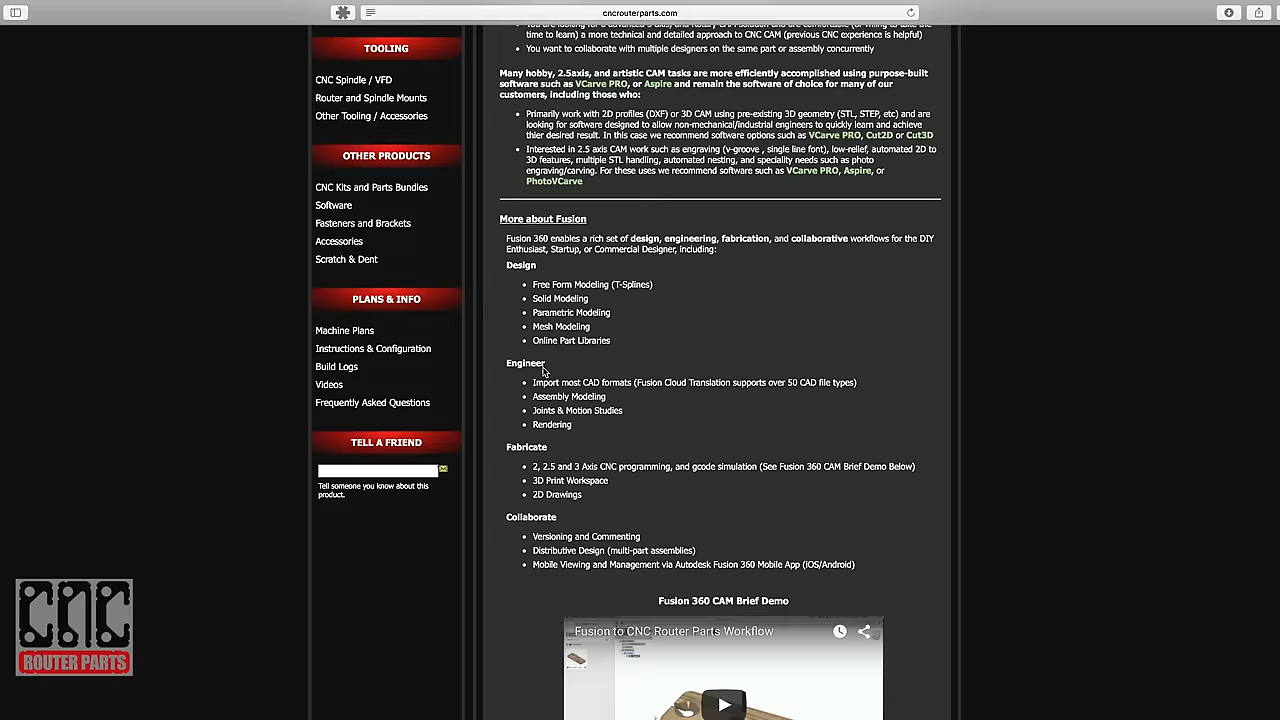 cncrouterparts.com
TOOLING
CNC Spindle / VFD
Router and Spindle Mounts
Other Tooling / Accessories
OTHER PRODUCTS
CNC Kits and Parts Bundles
Software
Fasteners and Brackets
Accessories
Scratch & Dent
PLANS & INFO
Machine Plans
Instructions & Configuration
Build Logs
Videos
Frequently Asked Questions
TELL A FRIEND
Tell someone you know about this
product.
time to learn) a more technical and detailed approach to CNC CAM (previous CNC experience is helpful)
• You want to collaborate with multiple designers on the same part or assembly concurrently
Many hobby, 2.5axis, and artistic CAM tasks are more efficiently accomplished using purpose-built
software such as VCarve PRO, or Aspire and remain the software of choice for many of our
customers, including those who:
• Primarily work with 2D profiles (DXF) or 3D CAM using pre-existing 3D geometry (STL, STEP, etc) and are
looking for software designed to allow non-mechanical/industrial engineers to quickly learn and achieve
thier desired result. In this case we recommend software options such as VCarve PRO, Cut2D or Cut3D
• Interested in 2.5 axis CAM work such as engraving (v-groove , single line font), low-relief, automated 2D to
3D features, multiple STL handling, automated nesting, and speciality needs such as photo
engraving/carving. For these uses we recommend software such as VCarve PRO, Aspire, or
PhotoVCarve
More about Fusion
Fusion 360 enables a rich set of design, engineering, fabrication, and collaborative workflows for the DIY
Enthusiast, Startup, or Commercial Designer, including:
Design
• Free Form Modeling (T-Splines)
• Solid Modeling
• Parametric Modeling
• Mesh Modeling
• Online Part Libraries
Engineer
• Import most CAD formats (Fusion Cloud Translation supports over 50 CAD file types)
• Assembly Modeling
• Joints & Motion Studies
• Rendering
Fabricate
• 2, 2.5 and 3 Axis CNC programming, and gcode simulation (See Fusion 360 CAM Brief Demo Below)
• 3D Print Workspace
• 2D Drawings
Collaborate
• Versioning and Commenting
• Distributive Design (multi-part assemblies)
• Mobile Viewing and Management via Autodesk Fusion 360 Mobile App (iOS/Android)
Fusion 360 CAM Brief Demo
Fusion to CNC Router Parts Workflow
CNC
ROUTER PARTS